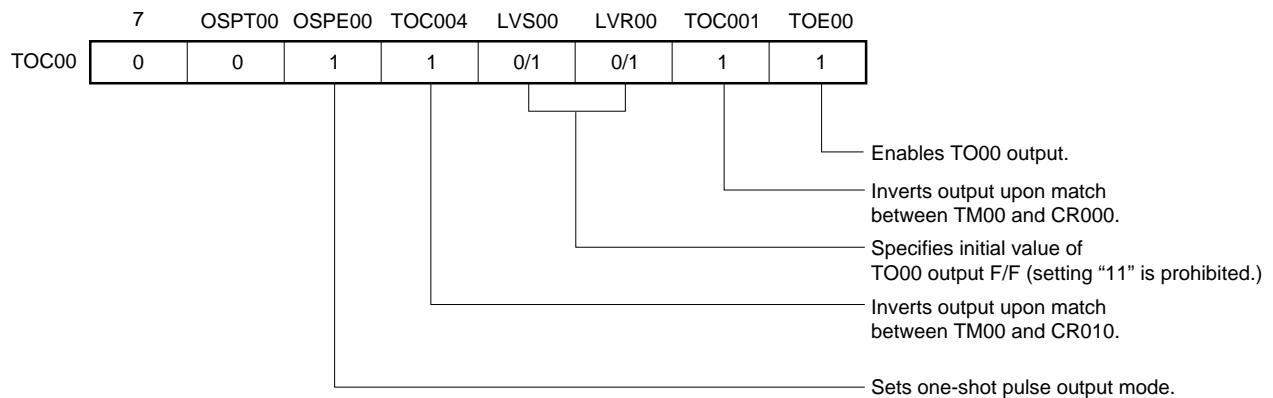 7 OSPT00 OSPE00 TOC004 LVS00 LVR00 TOC001 TOE00
TOC00 0 0 1 1 0/1 0/1 1 1
Enables TO00 output.
Inverts output upon match
between TM00 and CR000.
Specifies initial value of
TO00 output F/F (setting “11” is prohibited.)
Inverts output upon match
between TM00 and CR010.
Sets one-shot pulse output mode.